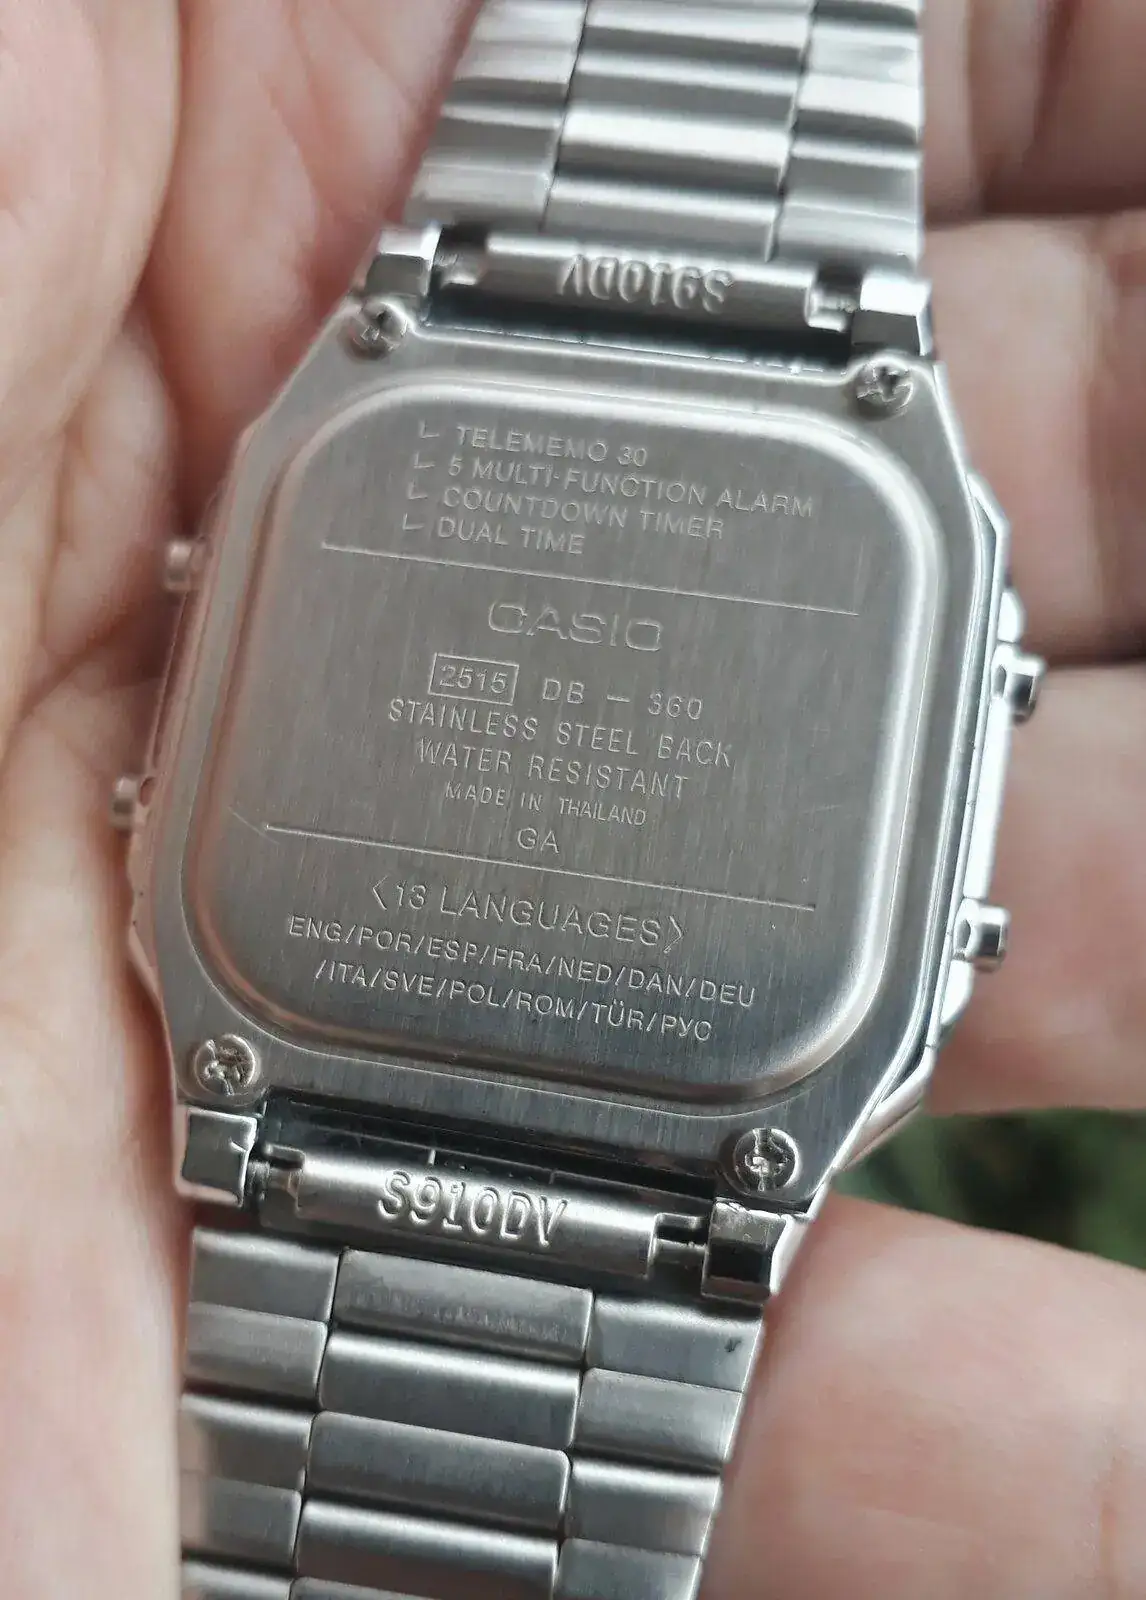 S910DV
TELEMEMO 30
5 MULTI-FUNCTION ALARM
COUNTDOWN TIMER
DUAL TIME
CASIO
2515 DB - 360
STAINLESS STEEL BACK
WATER RESISTANT
MADE IN THAILAND
GA
<13 LANGUAGES>
ENG/POR/ESP/FRA/NED/DAN/DEU
/ITA/SVE/POL/ROM/TÜR/РУС
S910DV